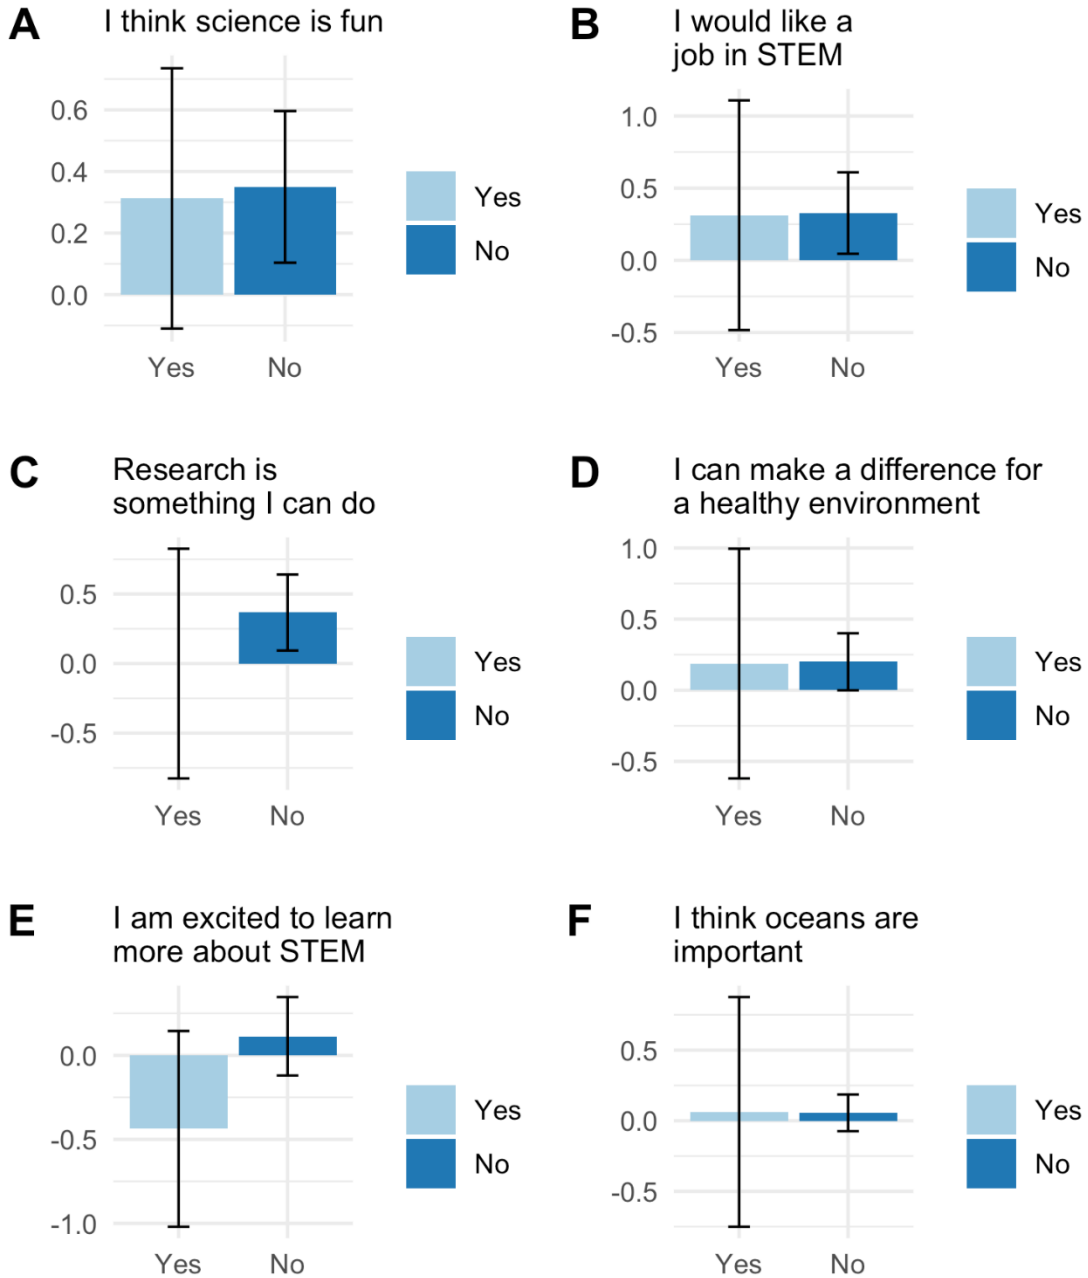 A
I think science is fun
0.6
0.4
0.2
0.0
Yes
No
Yes
No
B
I would like a
job in STEM
1.0
0.5
0.0
-0.5
Yes
No
Yes
No
C
Research is
something I can do
0.5
0.0
-0.5
Yes
No
Yes
No
D
I can make a difference for
a healthy environment
1.0
0.5
0.0
-0.5
Yes
No
Yes
No
E
I am excited to learn
more about STEM
0.0
-0.5
-1.0
Yes
No
Yes
No
F
I think oceans are
important
0.5
0.0
-0.5
Yes
No
Yes
No